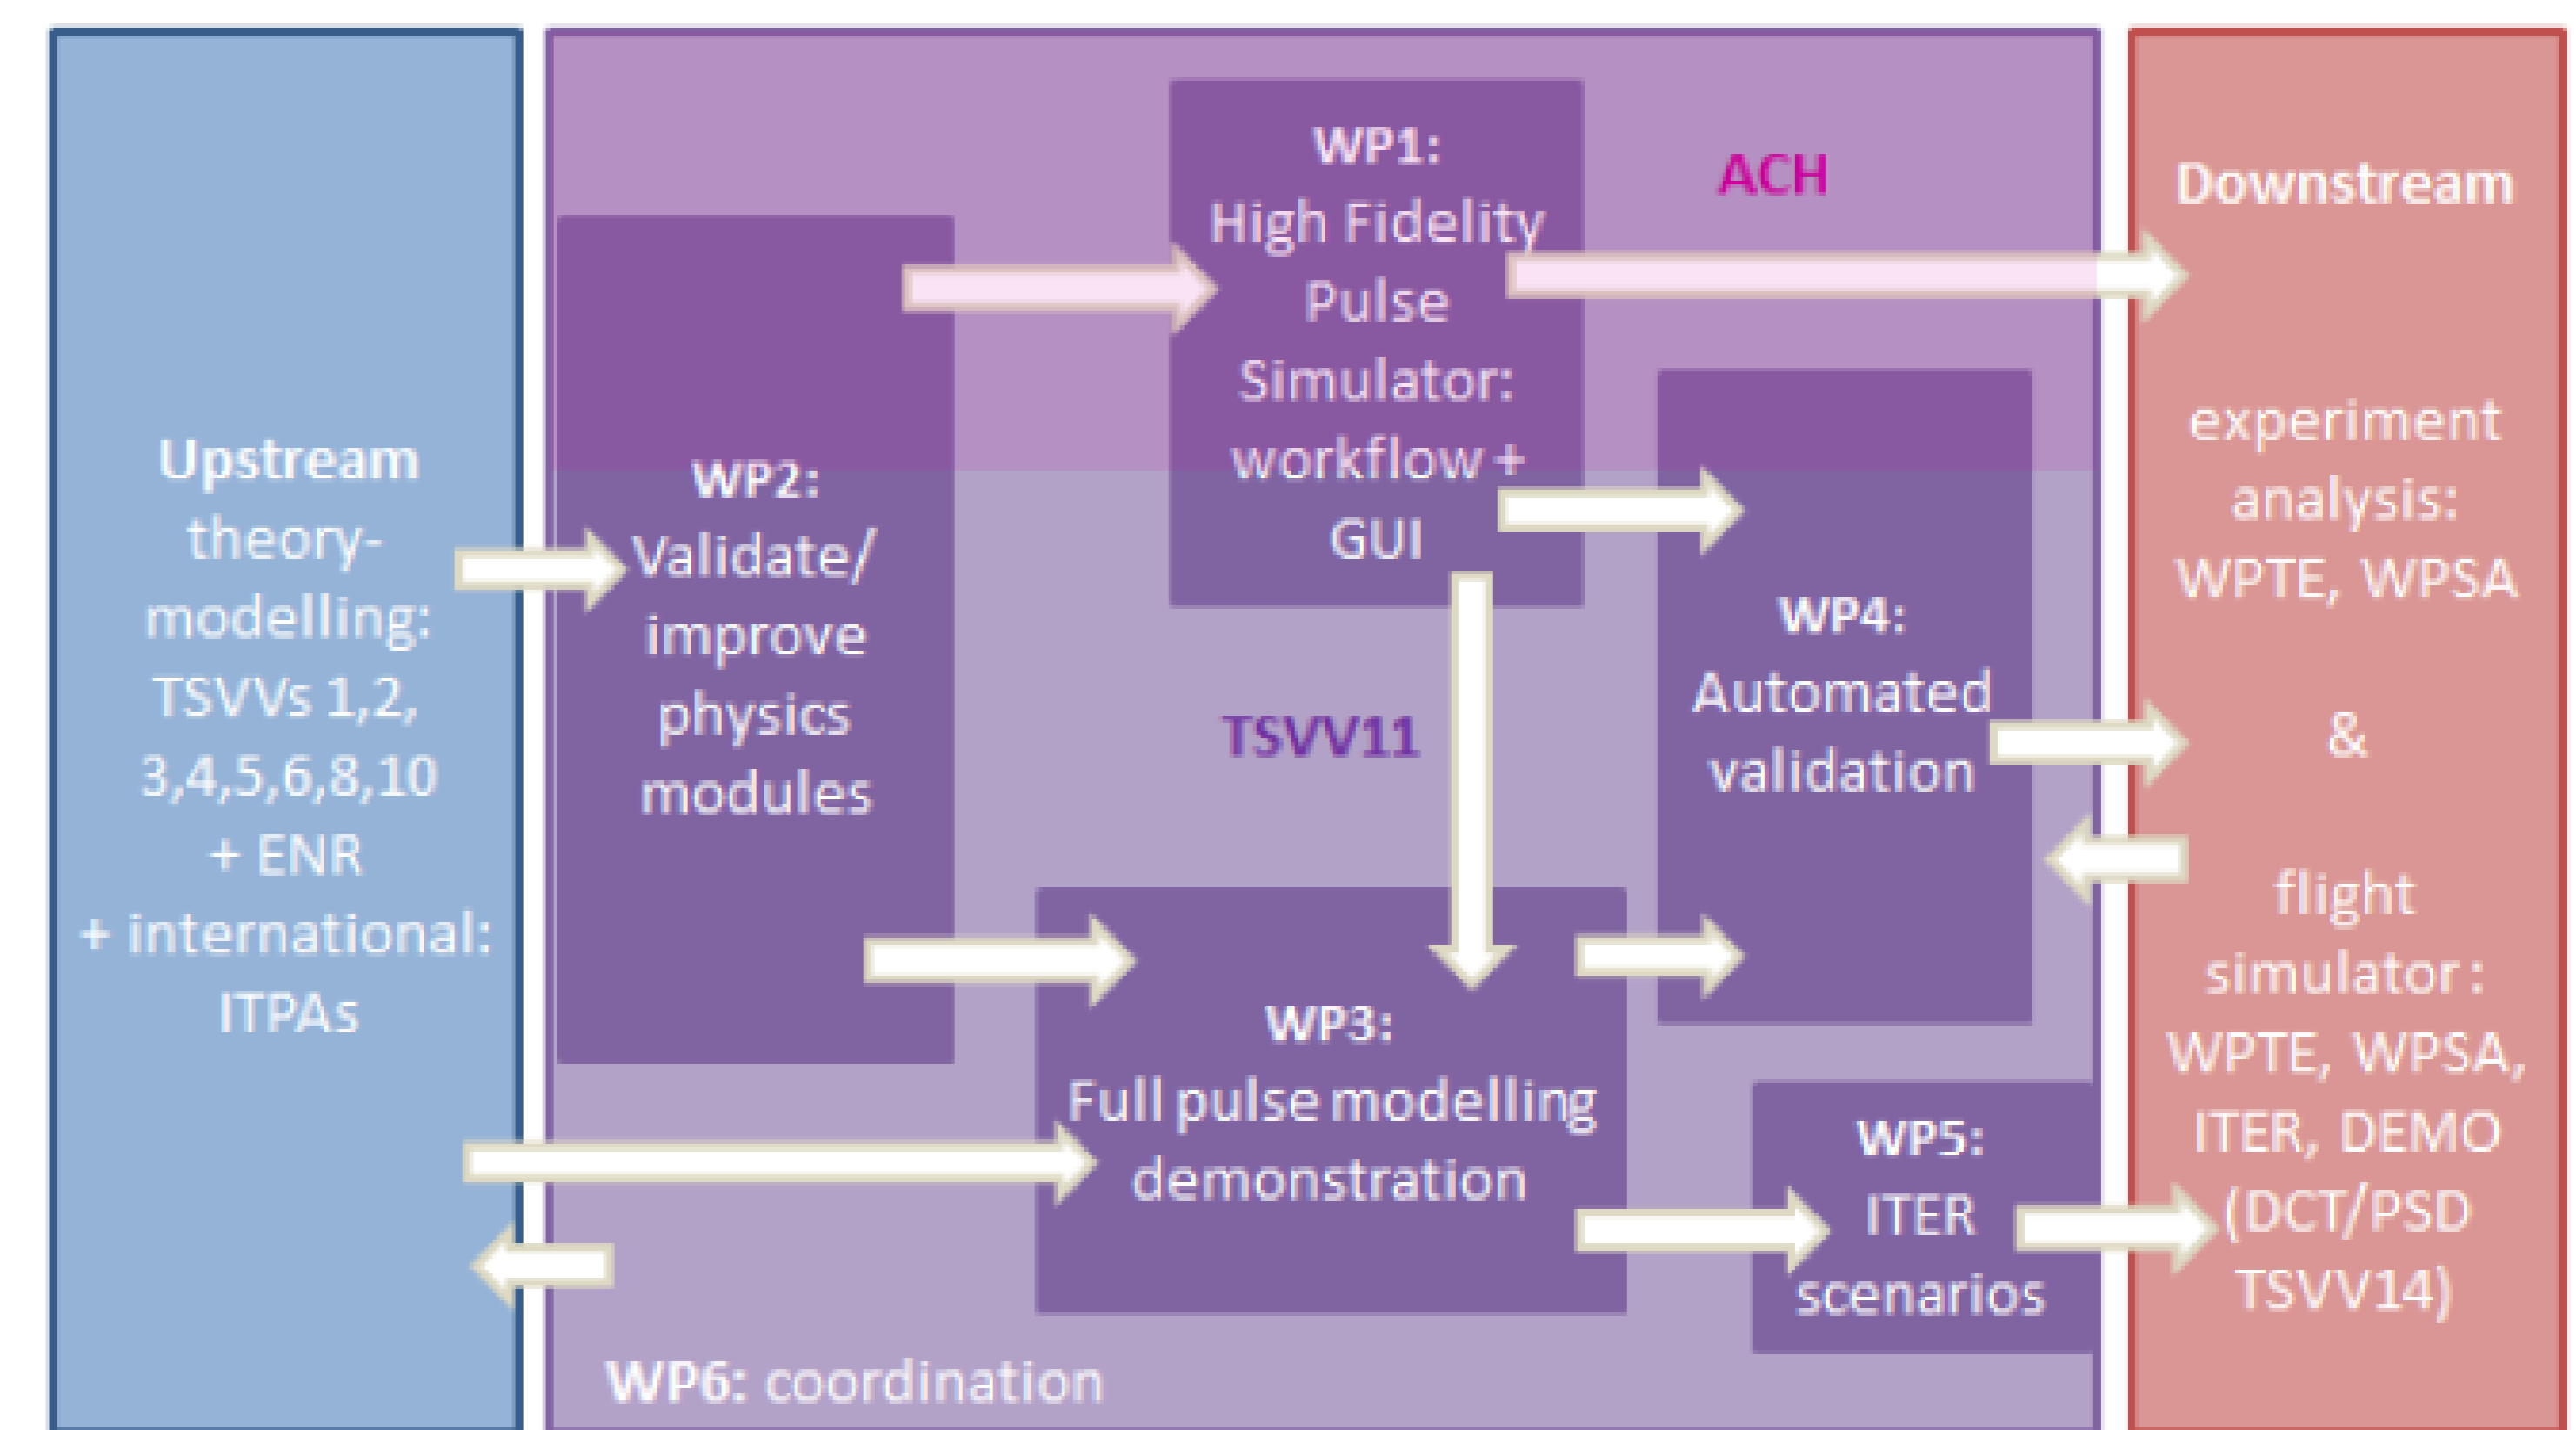 Upstream
theory-
modelling:
TSVVs 1,2,
3,4,5,6,8,10
+ ENR
+ international:
ITPAs
WP2:
Validate/
improve
physics
modules
WP1:
High Fidelity
Pulse
Simulator:
workflow +
GUI
ACH
TSVV11
WP4:
Automated
validation
WP3:
Full pulse modelling
demonstration
WP5:
ITER
scenarios
WP6: coordination
Downstream
experiment
analysis:
WPTE, WPSA
&
flight
simulator :
WPTE, WPSA,
ITER, DEMO
(DCT/PSD
TSVV14)